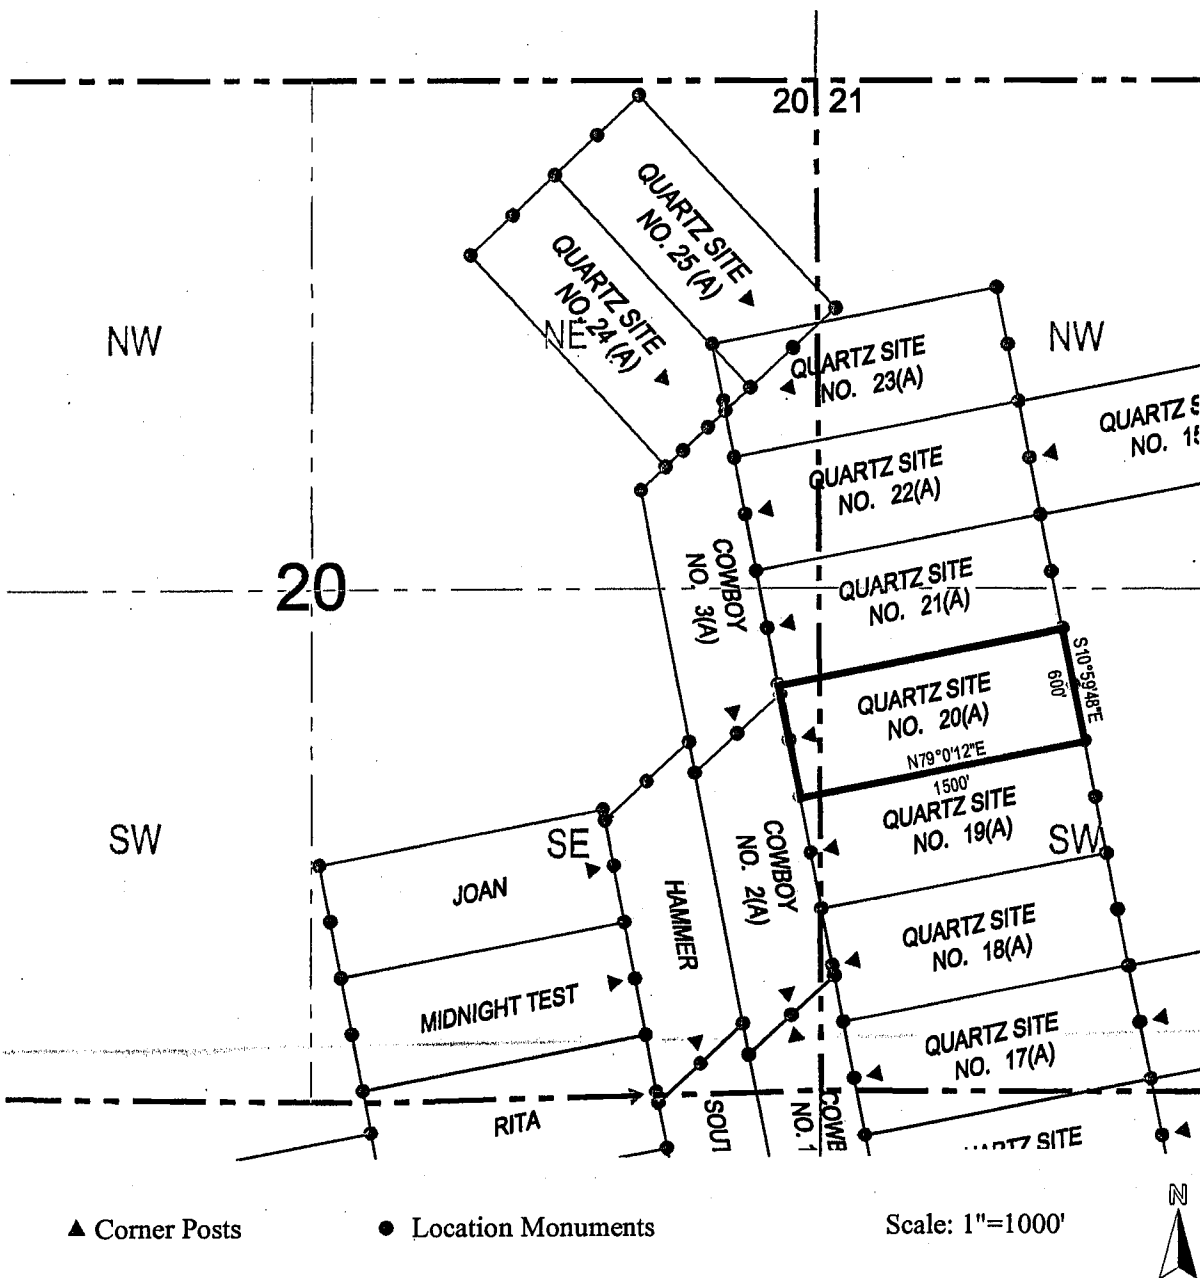 20 21
QUARTZ SITE
NO. 25 (A)
QUARTZ SITE
NO. 24 (A)
NW
NE
NW
QUARTZ SITE
NO. 23(A)
QUARTZ S
NO. 15
QUARTZ SITE
NO. 22(A)
COWBOY
NO. 3(A)
20
QUARTZ SITE
NO. 21(A)
S10°59'48"E
600'
QUARTZ SITE
NO. 20(A)
N79°0'12"E
1500'
QUARTZ SITE
NO. 19(A)
SW
SE
SW
COWBOY
NO. 2(A)
JOAN
HAMMER
QUARTZ SITE
NO. 18(A)
MIDNIGHT TEST
QUARTZ SITE
NO. 17(A)
RITA
SOUT
COWB
NO. 1
UARTZ SITE
Corner Posts
Location Monuments
Scale: 1"=1000'
N